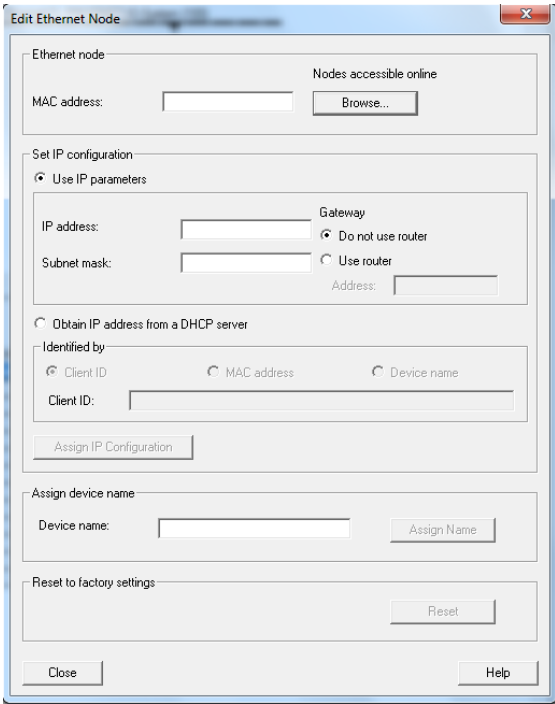 Edit Ethernet Node
Ethernet node
Nodes accessible online
MAC address:
Browse...
Set IP configuration
Use IP parameters
Gateway
IP address:
Do not use router
Subnet mask:
Use router
Address:
Obtain IP address from a DHCP server
Identified by
Client ID MAC address Device name
Client ID:
Assign IP Configuration
Assign device name
Device name:
Assign Name
Reset to factory settings
Reset
Close Help